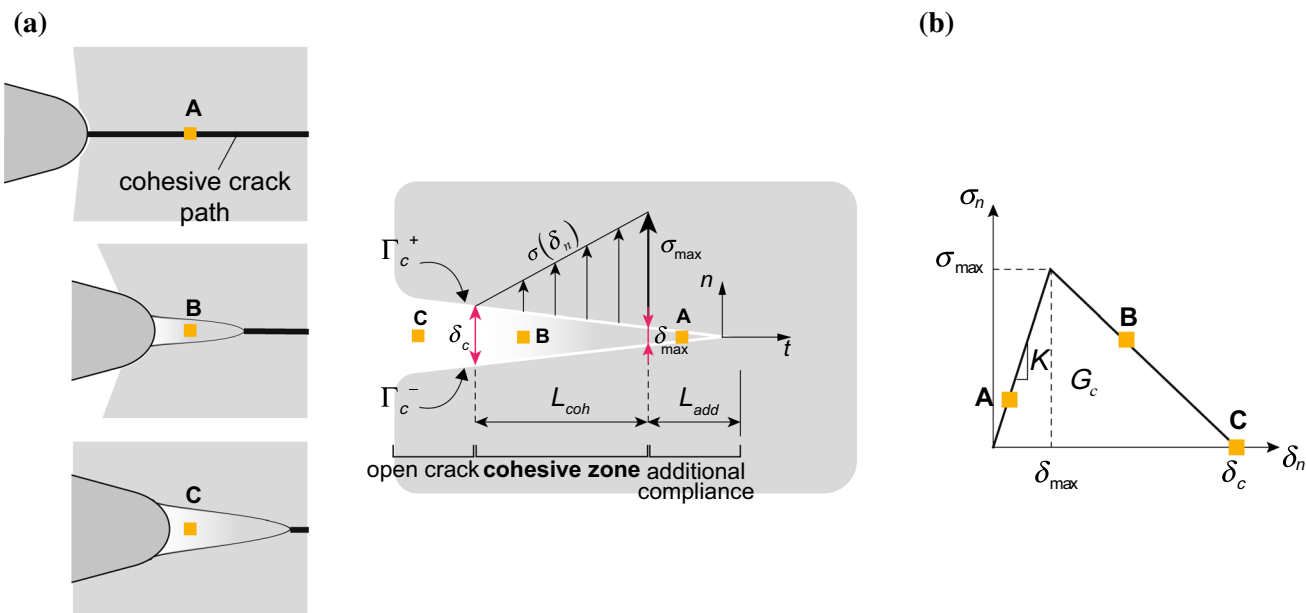 (a)
A
cohesive crack
path
B
C
Γc+
σ(δn)
σmax
n
C
δc
B
A
δmax
t
Γc−
Lcoh
Ladd
open crack
cohesive zone
additional
compliance
(b)
σn
σmax
B
K
A
Gc
C
δmax
δc
δn